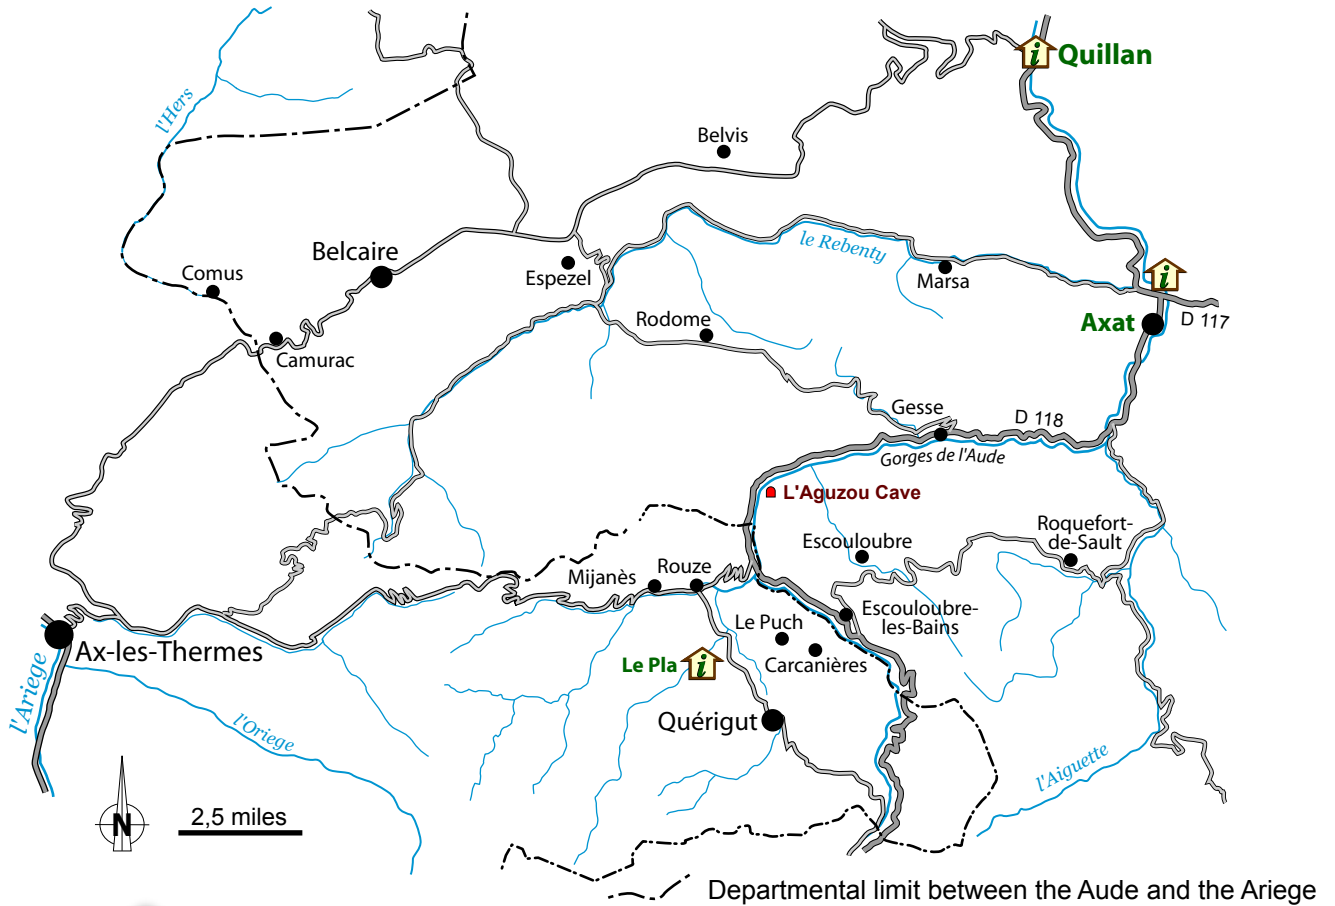 i
Quillan
l'Hers
Belvis
le Rebenty
Belcaire
Comus
Espezel
Marsa
i
Rodome
Axat
D 117
Camurac
Gesse
D 118
Gorges de l'Aude
L'Aguzou Cave
Roquefort-
de-Sault
Escouloubre
Mijanès
Rouze
Escouloubre-
les-Bains
Le Puch
Ax-les-Thermes
Carcanières
Le Pla
i
l'Ariege
Quérigut
l'Oriege
l'Aiguette
N
2,5 miles
Departmental limit between the Aude and the Ariege